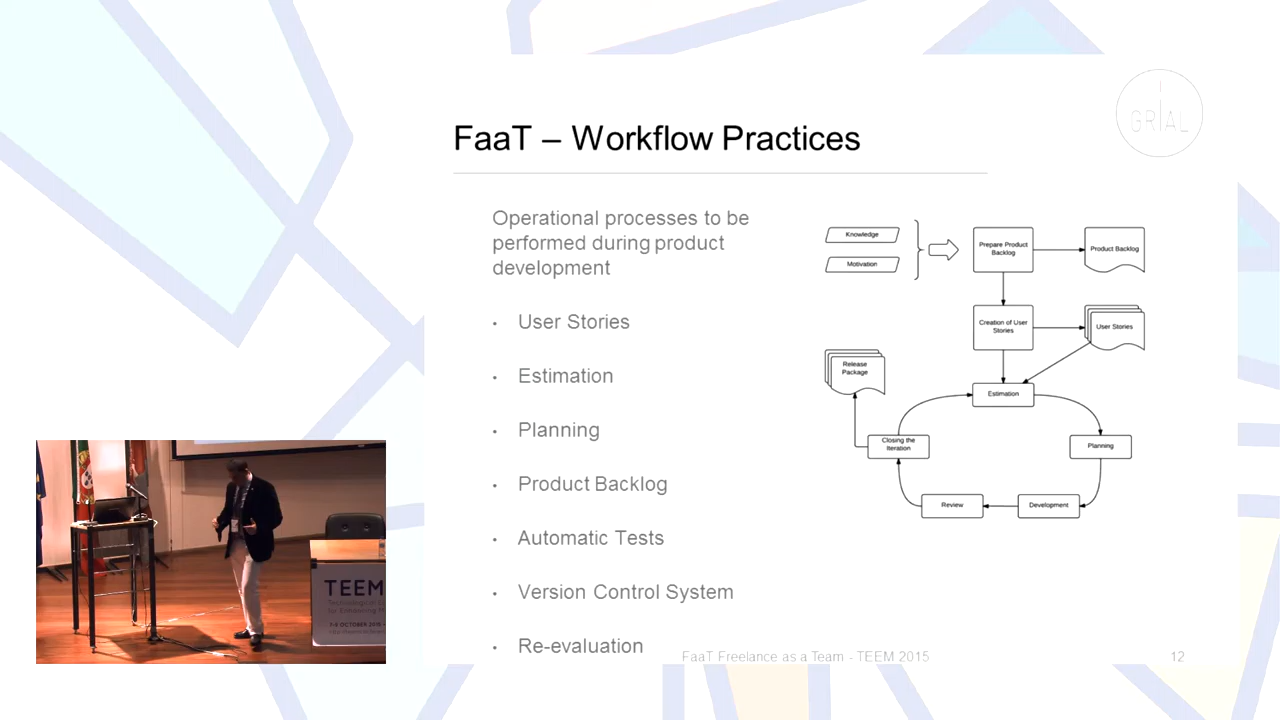 GRIAL
FaaT – Workflow Practices
Operational processes to be
performed during product
development
• User Stories
• Estimation
• Planning
• Product Backlog
• Automatic Tests
• Version Control System
• Re-evaluation
Knowledge
Motivation
Prepare Product
Backlog
Product Backlog
Creation of User
Stories
User Stories
Release
Package
Estimation
Closing the
Iteration
Planning
Review
Development
TEEM
FaaT Freelance as a Team - TEEM 2015
12